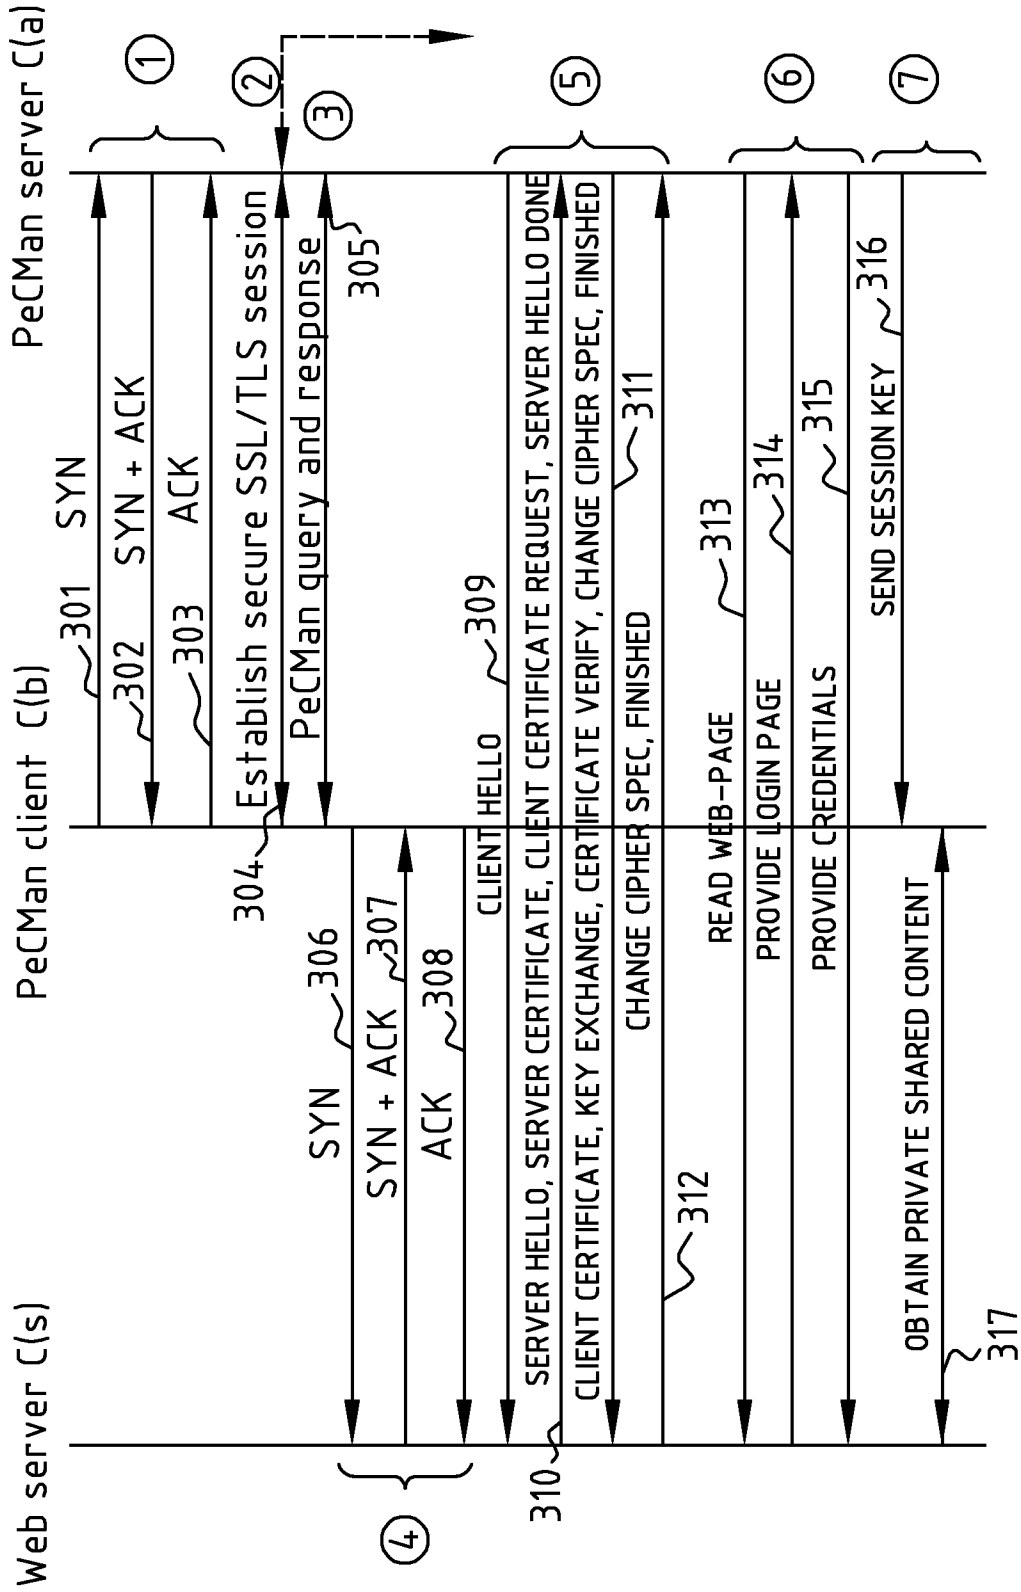 Web server C(s)
PeCMan client C(b)
PeCMan server C(a)
301
SYN
1
302
SYN + ACK
303
ACK
304
Establish secure SSL/TLS session
2
PeCMan query and response
305
3
SYN
306
SYN + ACK
307
4
ACK
308
CLIENT HELLO
309
SERVER HELLO, SERVER CERTIFICATE, CLIENT CERTIFICATE REQUEST, SERVER HELLO DONE
310
5
CLIENT CERTIFICATE, KEY EXCHANGE, CERTIFICATE VERIFY, CHANGE CIPHER SPEC, FINISHED
311
CHANGE CIPHER SPEC, FINISHED
312
READ WEB-PAGE
313
PROVIDE LOGIN PAGE
314
6
PROVIDE CREDENTIALS
315
SEND SESSION KEY
316
7
OBTAIN PRIVATE SHARED CONTENT
317